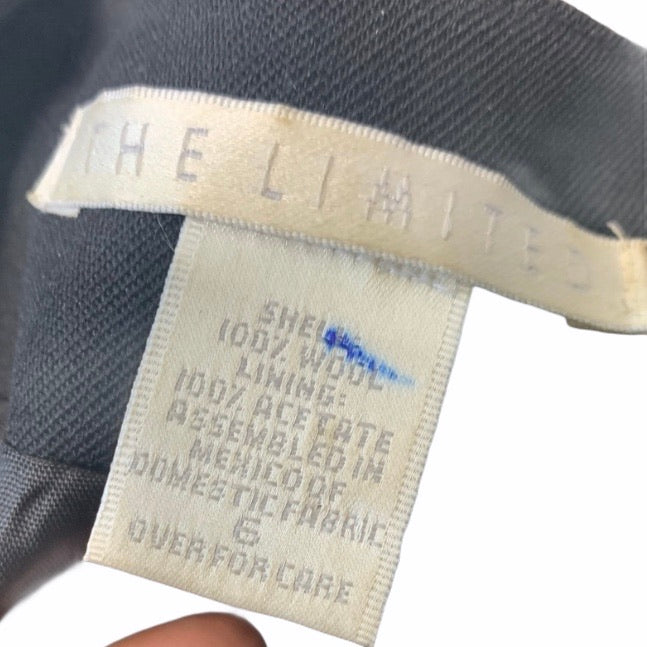 THE LIMITED
SHELL:
100% WOOL
LINING:
100% ACETATE
ASSEMBLED IN
MEXICO OF
DOMESTIC FABRIC
6
OVER FOR CARE